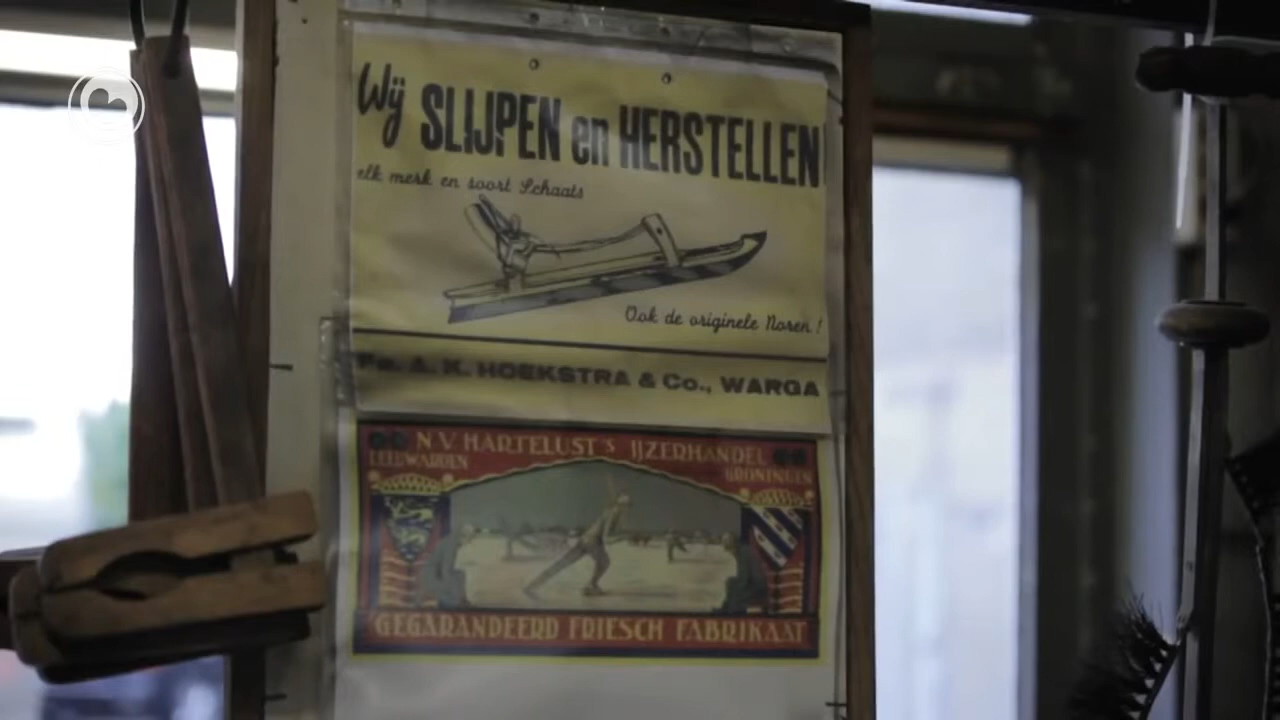 Wij SLIJPEN en HERSTELLEN
elk merk en soort Schaats
Ook de originele Noren !
Fa. A. K. HOEKSTRA & Co., WARGA
N.V. HARTELUST'S IJZERHANDEL
LEEUWARDEN GRONINGEN
GEGARANDEERD FRIESCH FABRIKAAT